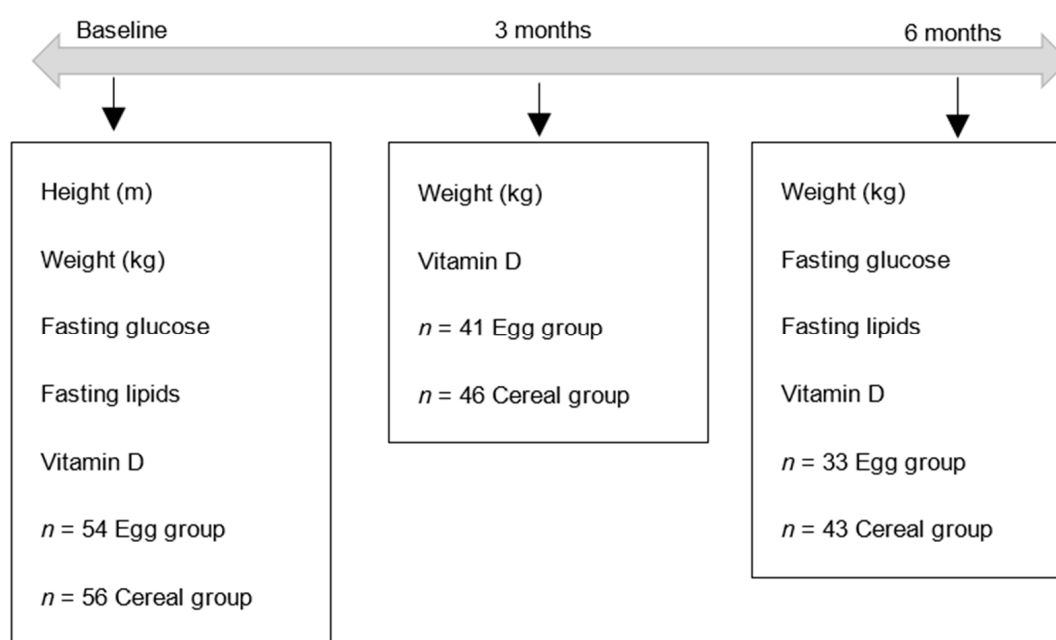 Baseline
3 months
6 months
Height (m)
Weight (kg)
Fasting glucose
Fasting lipids
Vitamin D
n = 54 Egg group
n = 56 Cereal group
Weight (kg)
Vitamin D
n = 41 Egg group
n = 46 Cereal group
Weight (kg)
Fasting glucose
Fasting lipids
Vitamin D
n = 33 Egg group
n = 43 Cereal group